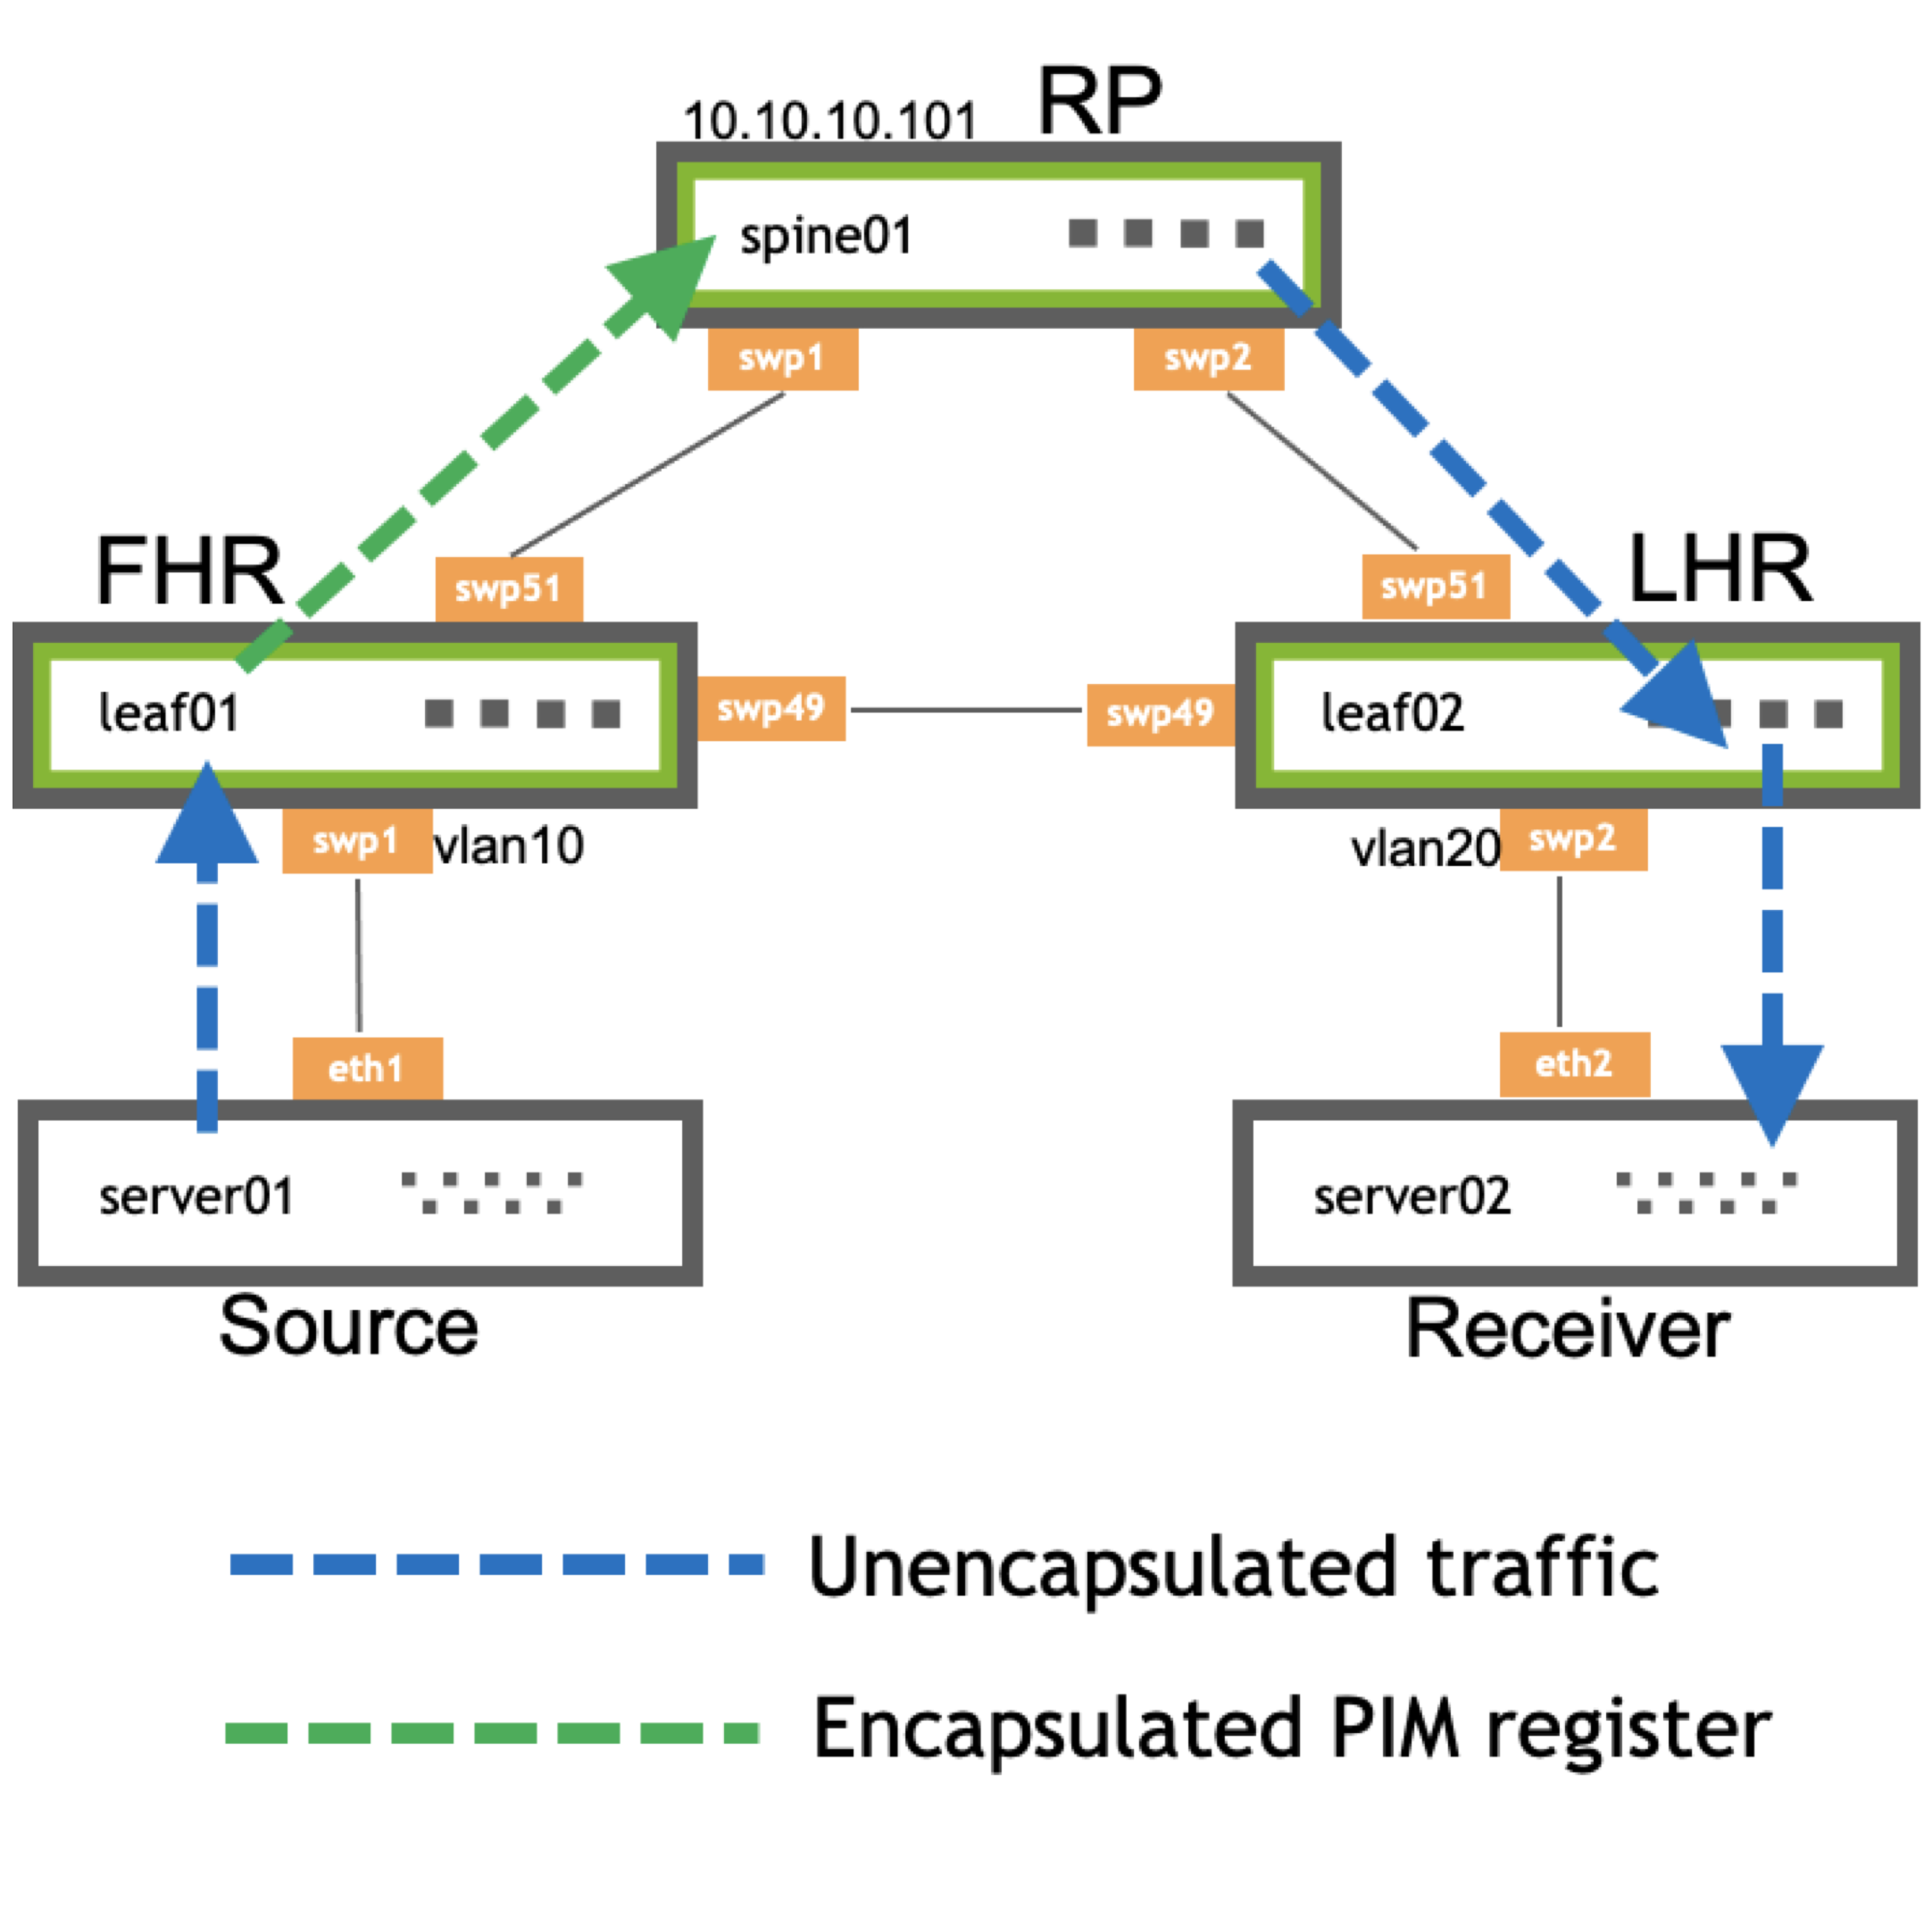 10.10.10.101 RP
spine01
swp1 swp2
FHR LHR
swp51 swp51
leaf01 swp49 swp49 leaf02
swp1 vlan10 vlan20 swp2
eth1 eth2
server01 server02
Source Receiver
Unencapsulated traffic
Encapsulated PIM register